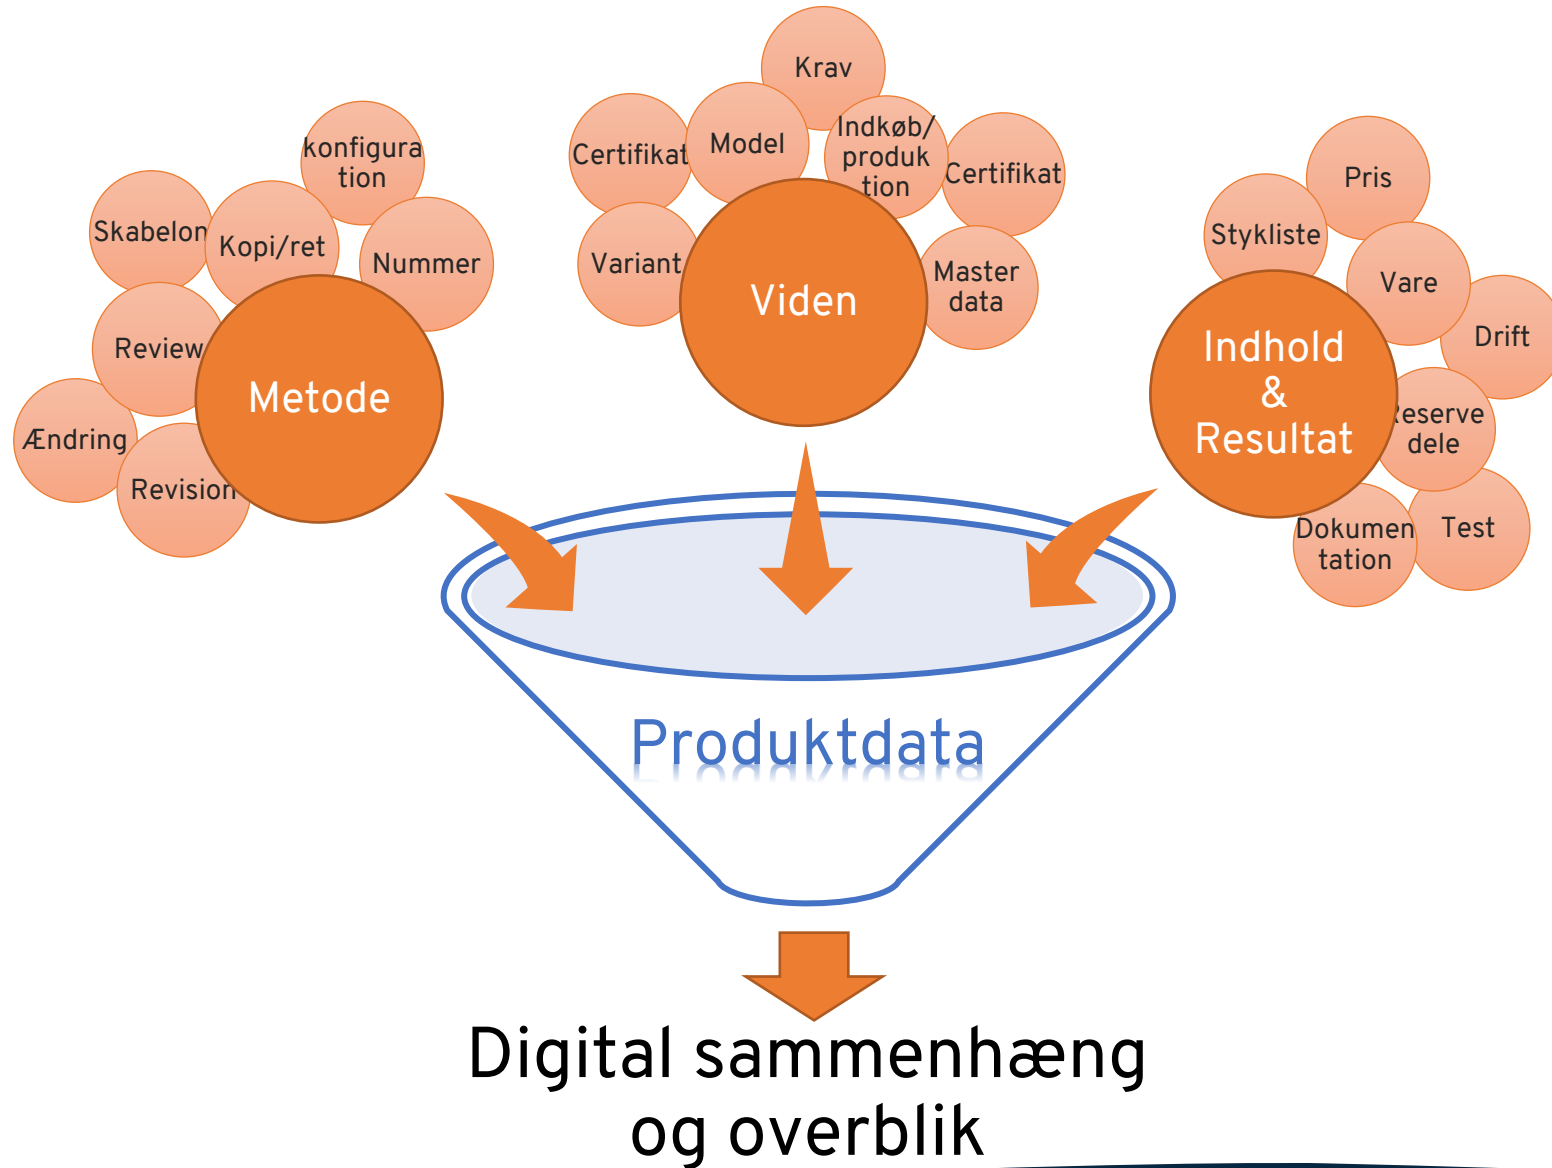 Krav
Certifikat
Model
Indkøb/
produk
tion
Certifikat
Variant
Master
data
Viden
konfigura
tion
Skabelon
Kopi/ret
Nummer
Review
Metode
Ændring
Revision
Pris
Stykliste
Vare
Drift
Indhold
&
Resultat
Reserve
dele
Dokumen
tation
Test
Produktdata
Digital sammenhæng
og overblik